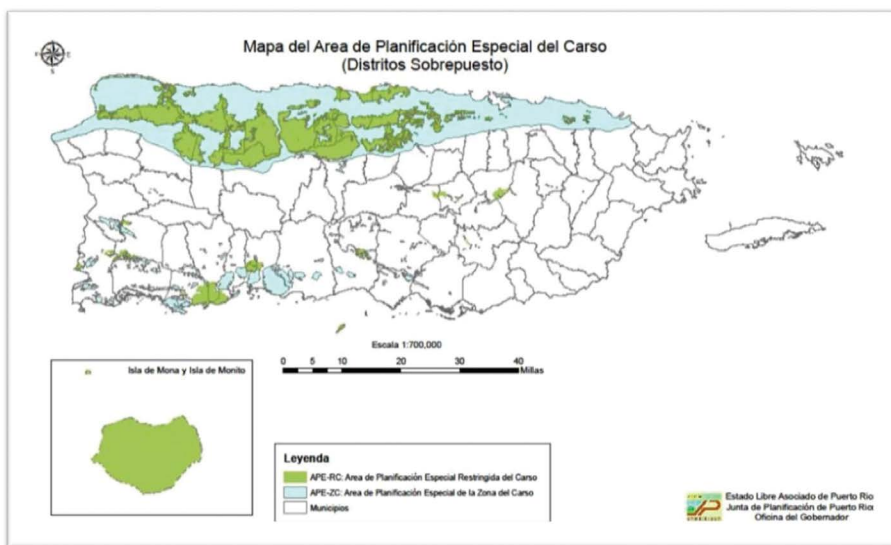 Mapa del Area de Planificación Especial del Carso
(Distritos Sobrepuesto)
Escala 1:700,000
0 5 10 20 30 40
Millas
Isla de Mona y Isla de Monito
Leyenda
APE-RC: Area de Planificación Especial Restringida del Carso
APE-ZC: Area de Planificación Especial de la Zona del Carso
Municipios
Estado Libre Asociado de Puerto Rio
Junta de Planificación de Puerto Rico
Oficina del Gobernador